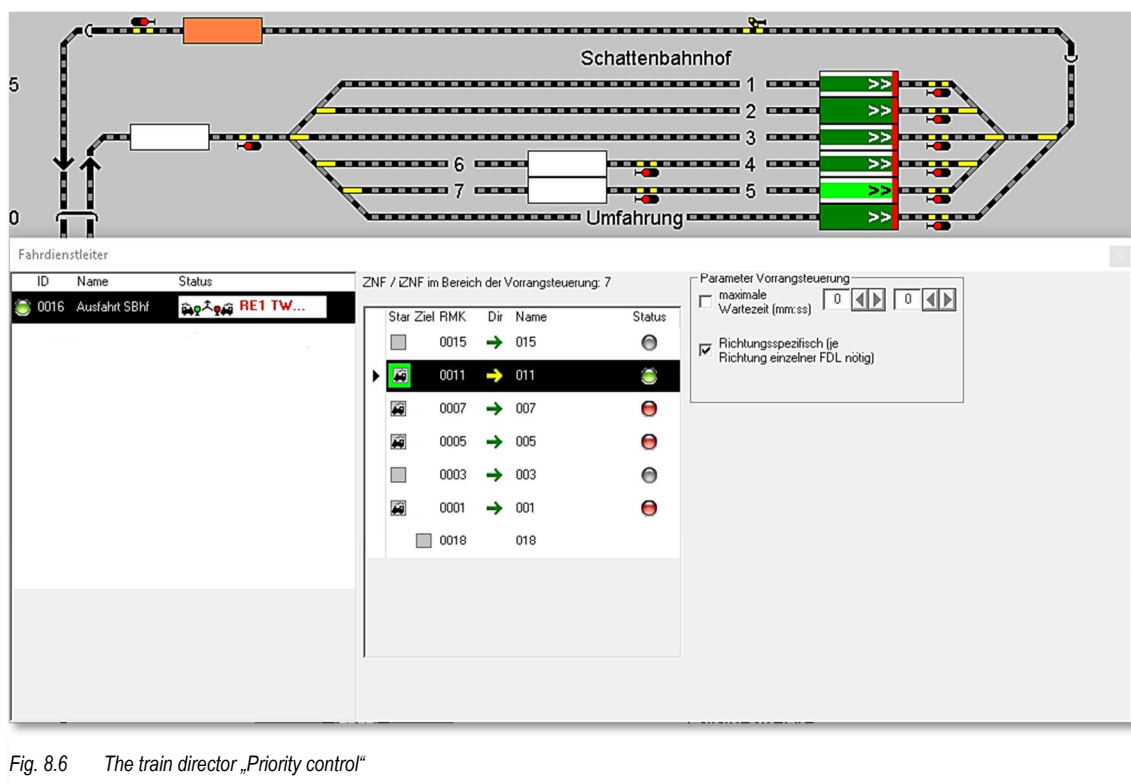 Schattenbahnhof
5
1
>>
2
>>
3
>>
6
4
>>
7
5
>>
0
Umfahrung
>>
Fahrdienstleiter
x
ID Name Status
0016 Ausfahrt SBhf RE1 TW...
ZNF / iZNF im Bereich der Vorrangsteuerung: 7
Star Ziel RMK Dir Name Status
0015 015
0011 011
0007 007
0005 005
0003 003
0001 001
0018 018
Parameter Vorrangsteuerung
maximale
Wartezeit (mm:ss) 0 0
Richtungsspezifisch (je
Richtung einzelner FDL nötig)
Fig. 8.6 The train director „Priority control“